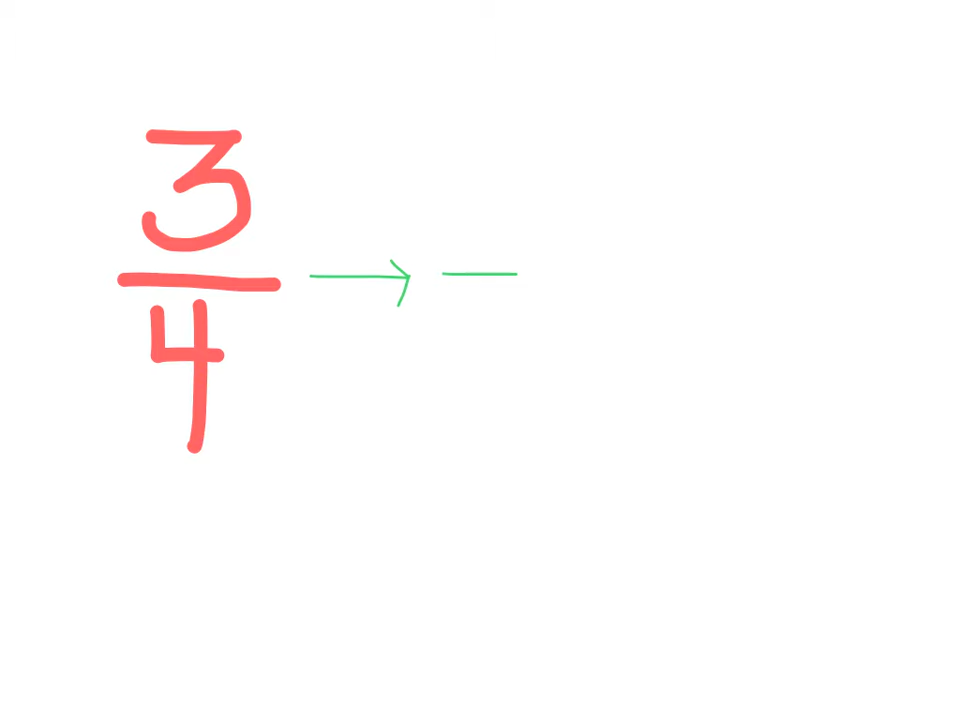 3/4 → —